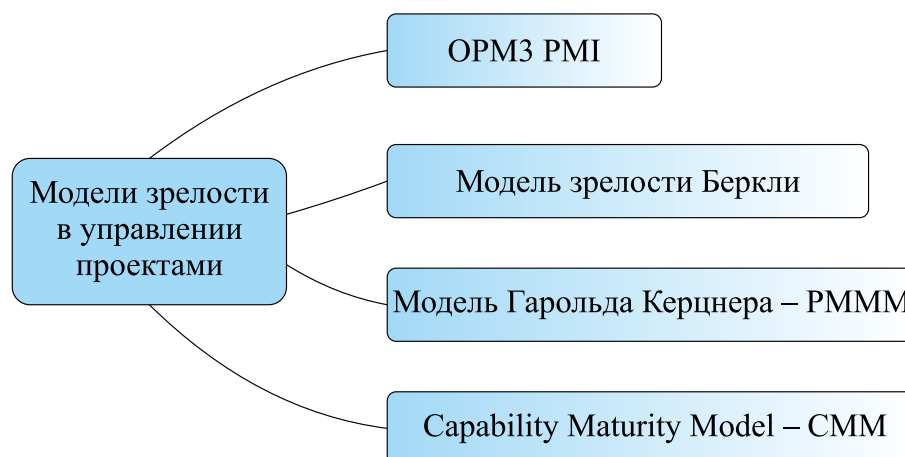 OPM3 PMI
Модель зрелости Беркли
Модели зрелости
в управлении
проектами
Модель Гарольда Керцнера – PMMM
Capability Maturity Model – CMM